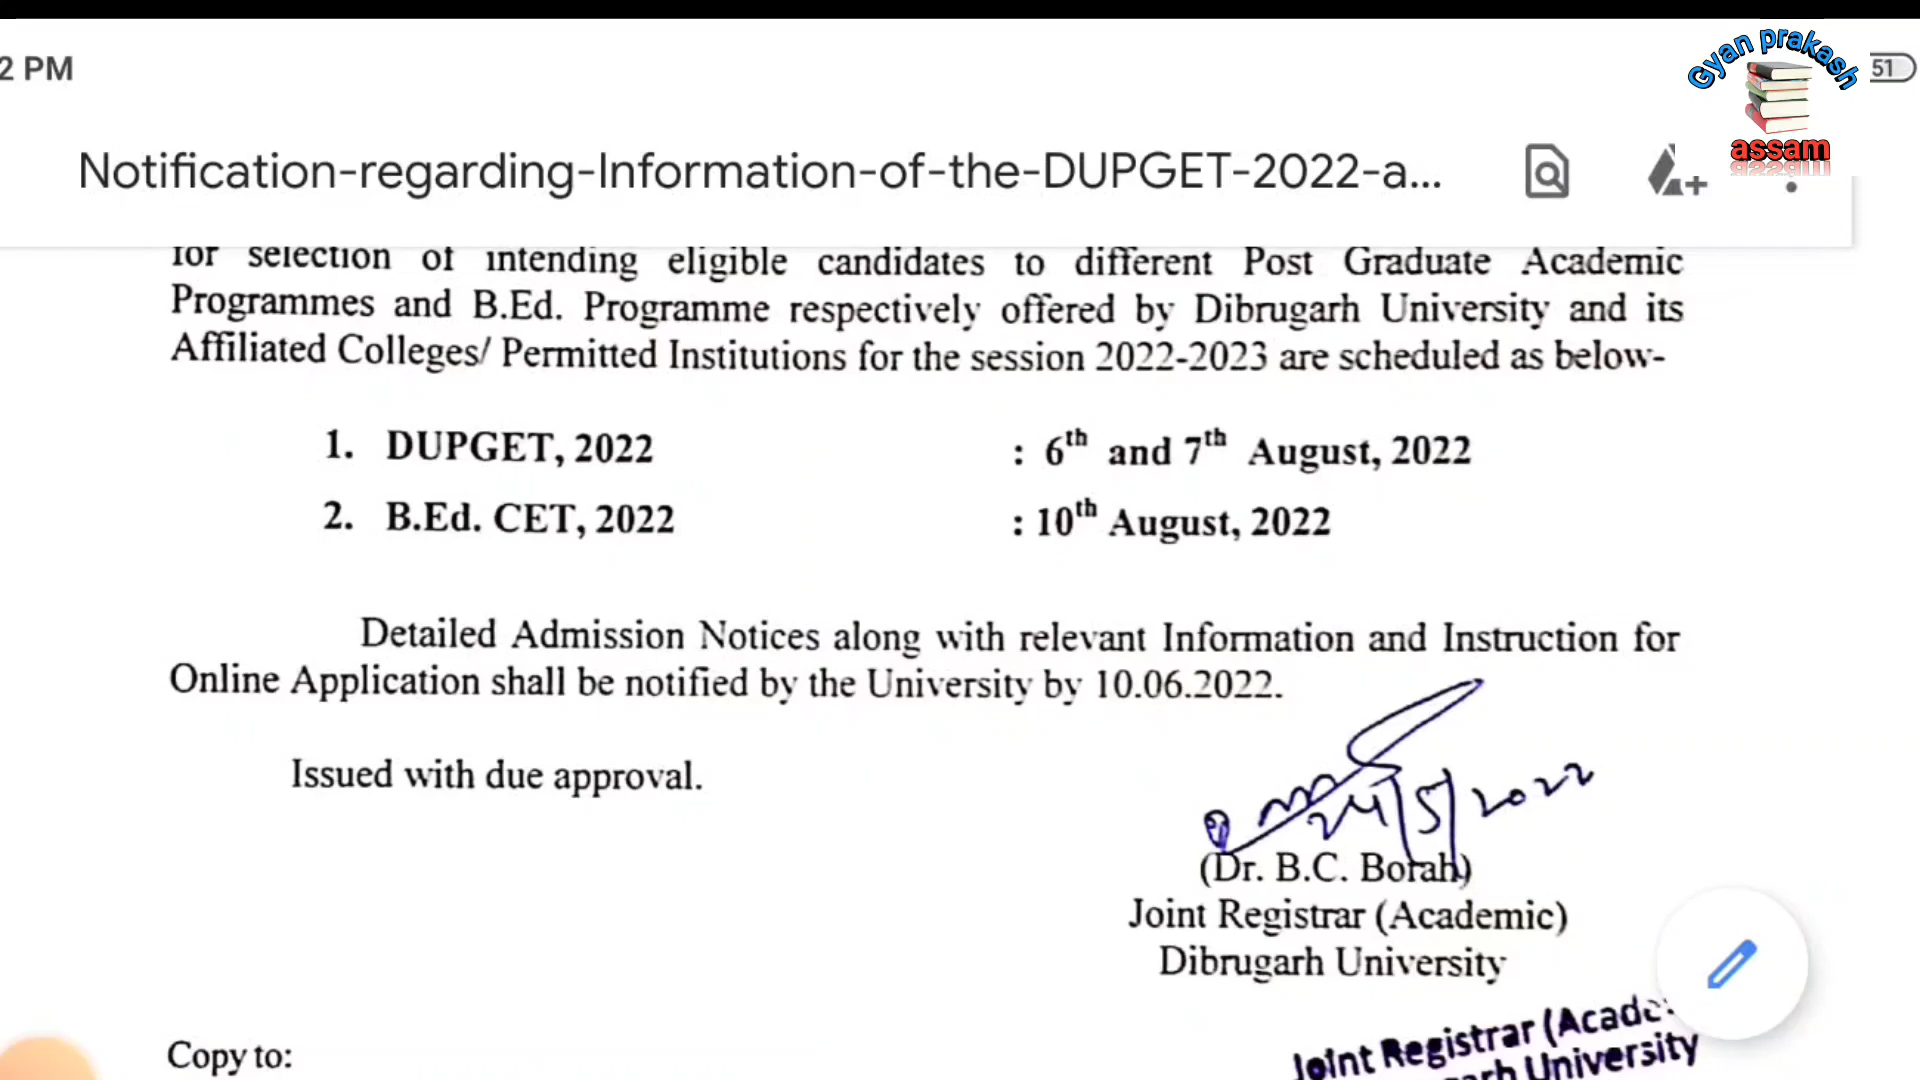 2 PM
Gyan prakash
assam
51
Notification-regarding-Information-of-the-DUPGET-2022-a...
for selection of intending eligible candidates to different Post Graduate Academic
Programmes and B.Ed. Programme respectively offered by Dibrugarh University and its
Affiliated Colleges/ Permitted Institutions for the session 2022-2023 are scheduled as below-
1. DUPGET, 2022 : 6th and 7th August, 2022
2. B.Ed. CET, 2022 : 10th August, 2022
Detailed Admission Notices along with relevant Information and Instruction for
Online Application shall be notified by the University by 10.06.2022.
Issued with due approval.
24/5/2022
(Dr. B.C. Borah)
Joint Registrar (Academic)
Dibrugarh University
Joint Registrar (Acade
University
Copy to: